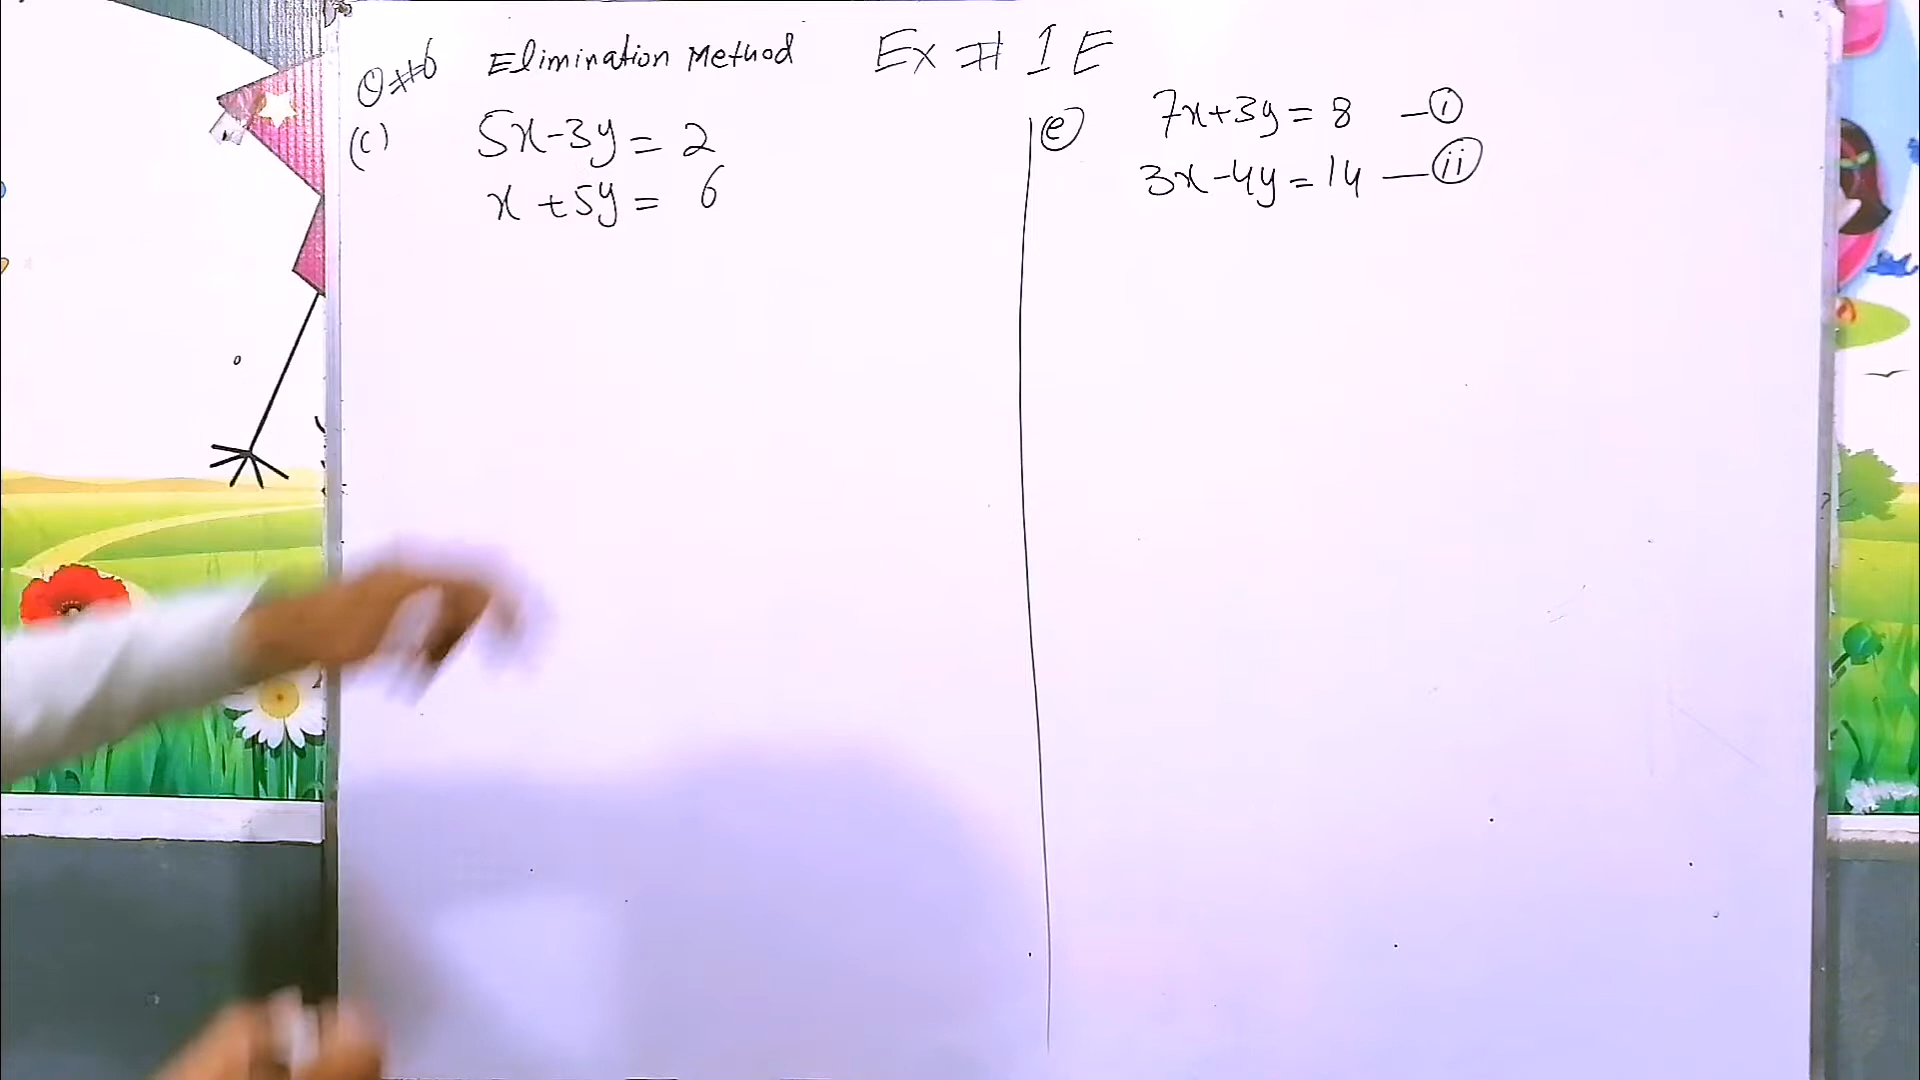 Q#6 Elimination Method Ex # 1E
(c) 5x-3y = 2
x +5y = 6
(e) 7x+3y = 8 —(i)
3x-4y = 14 —(ii)